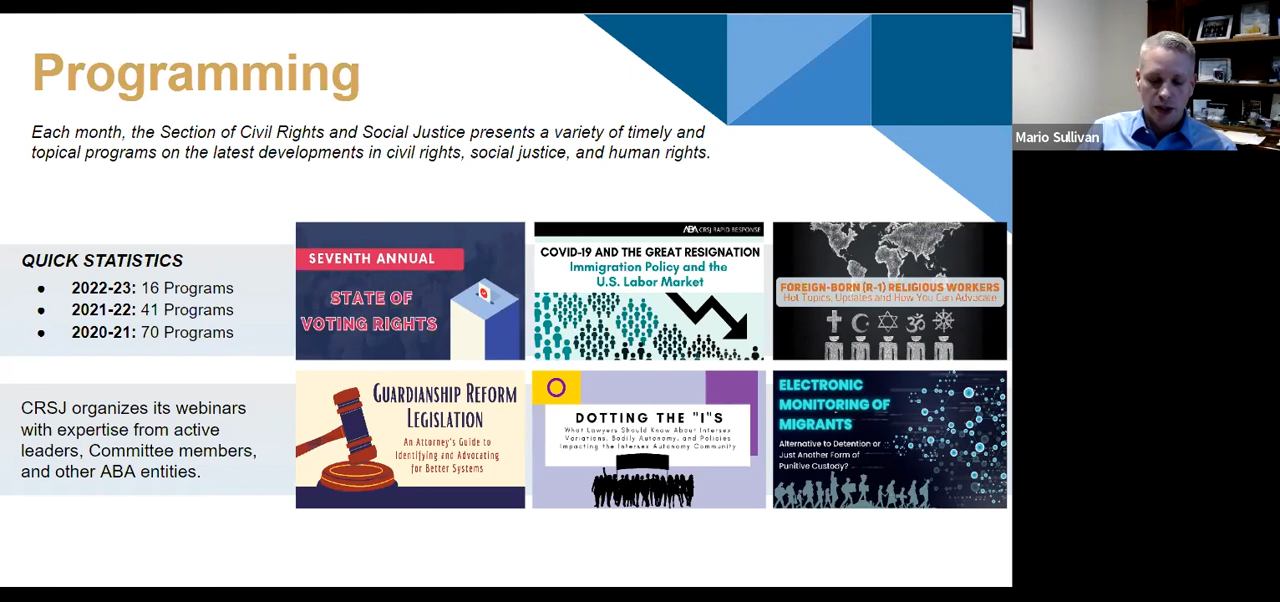 Programming
Each month, the Section of Civil Rights and Social Justice presents a variety of timely and
topical programs on the latest developments in civil rights, social justice, and human rights.
Mario Sullivan
QUICK STATISTICS
● 2022-23: 16 Programs
● 2021-22: 41 Programs
● 2020-21: 70 Programs
CRSJ organizes its webinars
with expertise from active
leaders, Committee members,
and other ABA entities.
SEVENTH ANNUAL
STATE OF
VOTING RIGHTS
ABA CRSJ RAPID RESPONSE
COVID-19 AND THE GREAT RESIGNATION
Immigration Policy and the
U.S. Labor Market
FOREIGN-BORN (R-1) RELIGIOUS WORKERS
Hot Topics, Updates and How You Can Advocate
GUARDIANSHIP REFORM
LEGISLATION
An Attorney's Guide to
Identifying and Advocating
for Better Systems
DOTTING THE "I"S
What Lawyers Should Know About Intersex
Variations, Bodily Autonomy, and Policies
Impacting the Intersex Autonomy Community
ELECTRONIC
MONITORING OF
MIGRANTS
Alternative to Detention or
Just Another Form of
Punitive Custody?